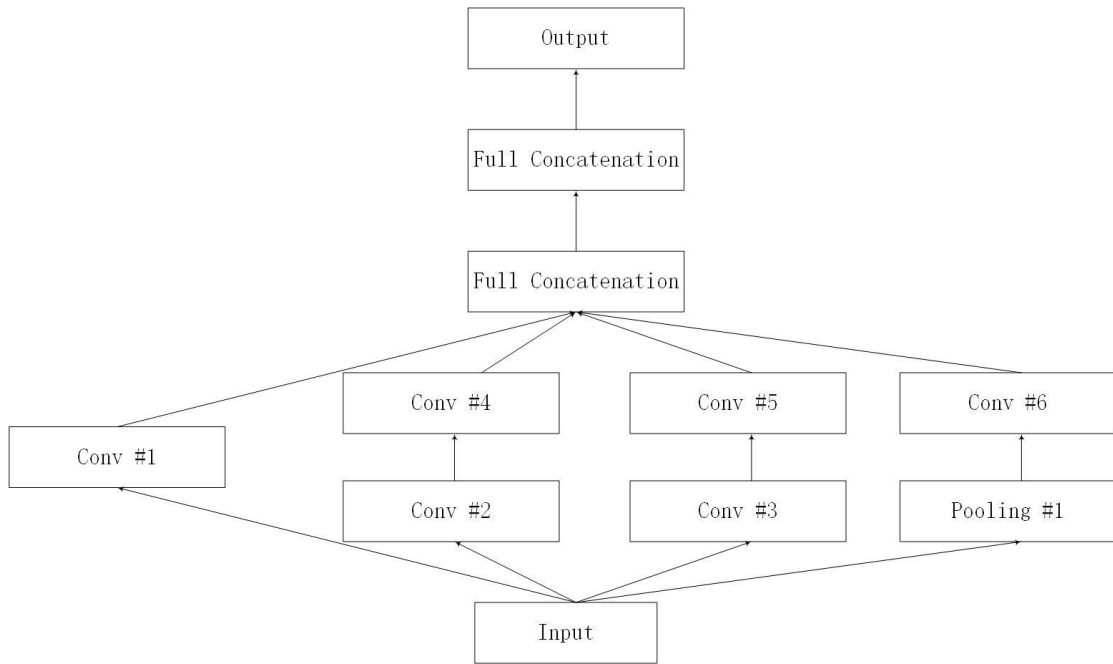 Output
Full Concatenation
Full Concatenation
Conv #4
Conv #5
Conv #6
Conv #1
Conv #2
Conv #3
Pooling #1
Input